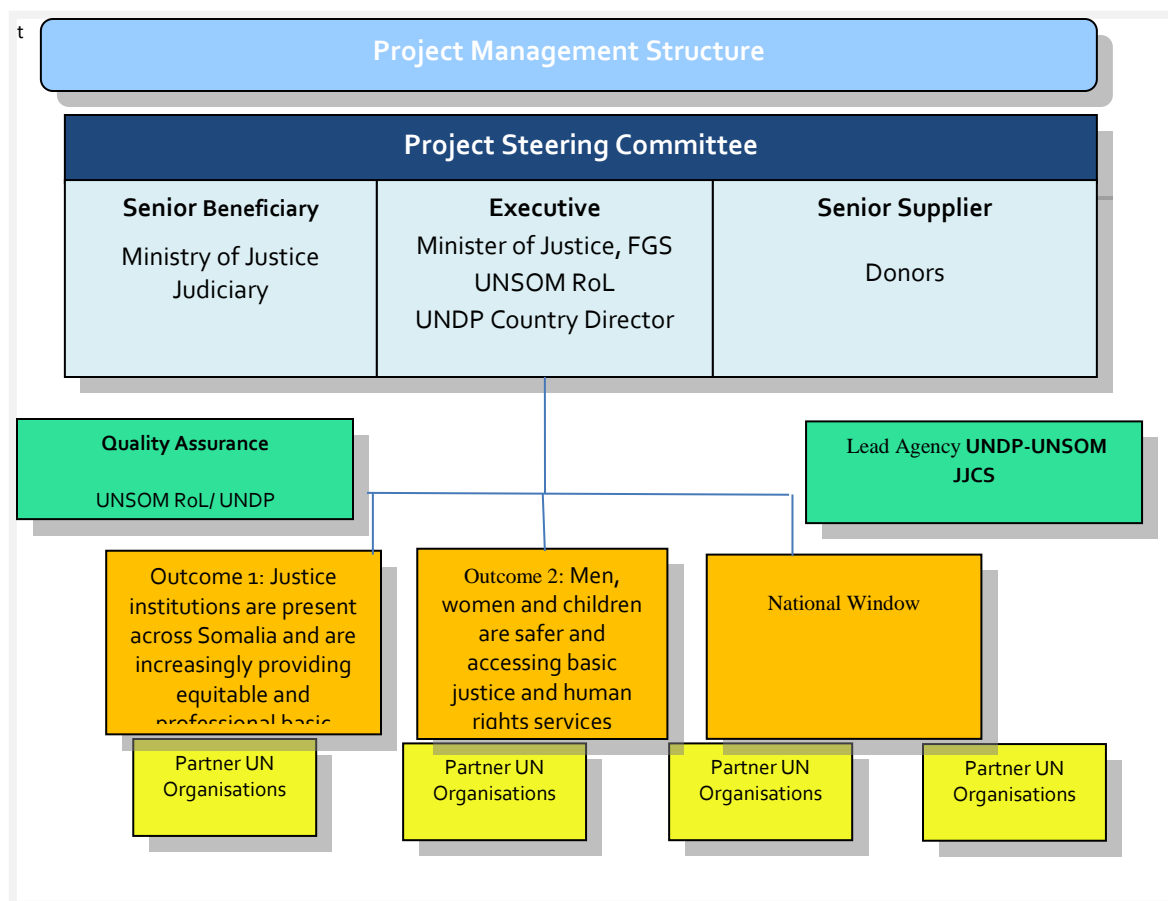 t
Project Management Structure
Project Steering Committee
Senior Beneficiary
Ministry of Justice
Judiciary
Executive
Minister of Justice, FGS
UNSOM RoL
UNDP Country Director
Senior Supplier
Donors
Quality Assurance
UNSOM RoL/ UNDP
Lead Agency UNDP-UNSOM
JJCS
Outcome 1: Justice
institutions are present
across Somalia and are
increasingly providing
equitable and
professional basic
Outcome 2: Men,
women and children
are safer and
accessing basic
justice and human
rights services
National Window
Partner UN
Organisations
Partner UN
Organisations
Partner UN
Organisations
Partner UN
Organisations